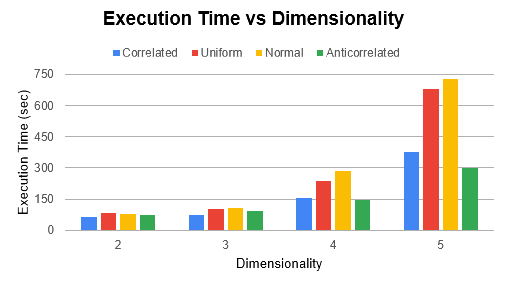 Execution Time vs Dimensionality
Correlated Uniform Normal Anticorrelated
Execution Time (sec)
750
600
450
300
150
0
2 3 4 5
Dimensionality